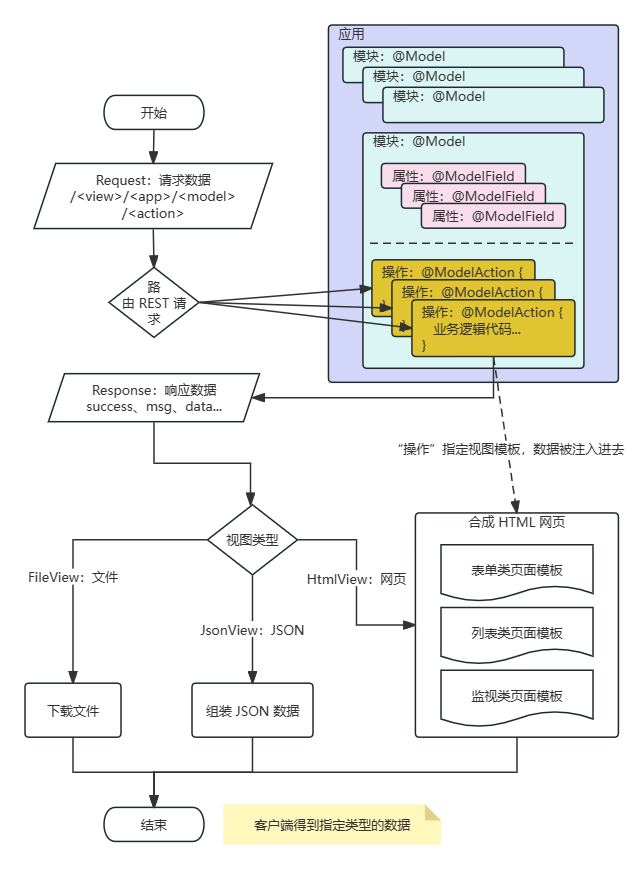 应用
模块：@Model
模块：@Model
模块：@Model
开始
模块：@Model
Request：请求数据
/<view>/<app>/<model>
/<action>
属性：@ModelField
属性：@ModelField
属性：@ModelField
路
由 REST 请
求
操作：@ModelAction {
}
操作：@ModelAction {
}
操作：@ModelAction {
业务逻辑代码...
}
Response：响应数据
success、msg、data...
“操作”指定视图模板，数据被注入进去
视图类型
合成 HTML 网页
FileView：文件
HtmlView：网页
JsonView：JSON
表单类页面模板
列表类页面模板
监视类页面模板
下载文件
组装 JSON 数据
结束
客户端得到指定类型的数据